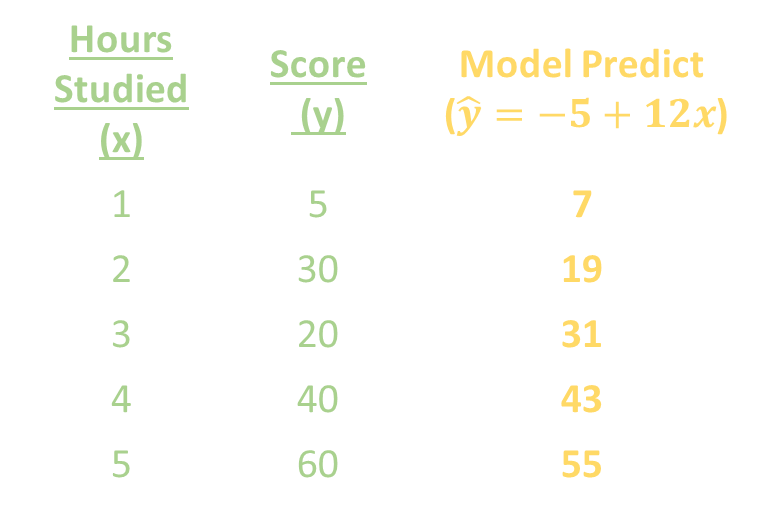 Hours Studied (x) Score (y) Model Predict (ŷ = −5 + 12x)
1 5 7
2 30 19
3 20 31
4 40 43
5 60 55